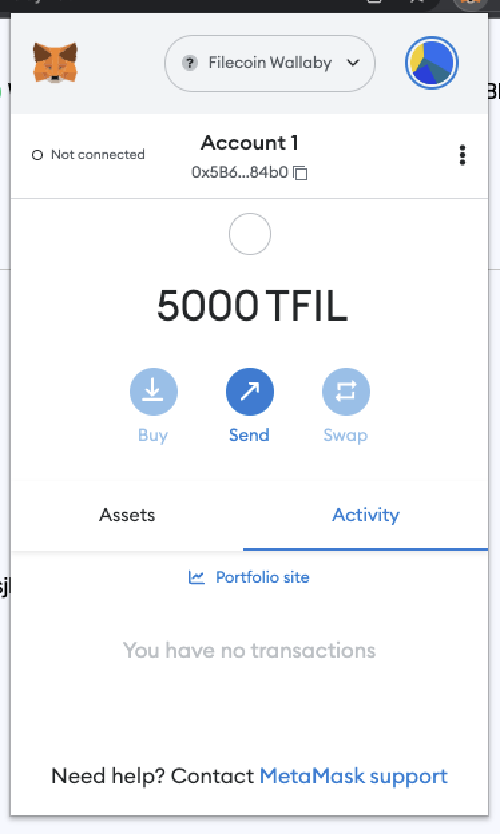 Filecoin Wallaby
Not connected
Account 1
0x5B6...84b0
5000 TFIL
Buy
Send
Swap
Assets
Activity
Portfolio site
You have no transactions
Need help? Contact MetaMask support